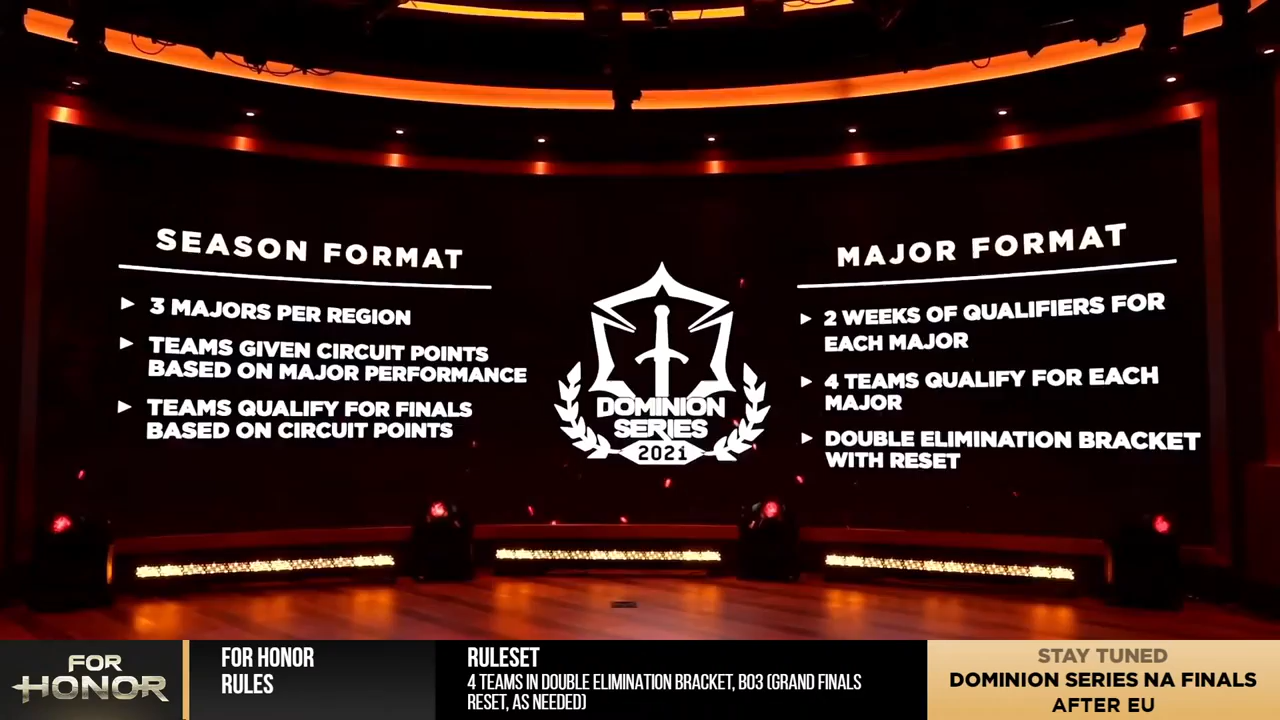 SEASON FORMAT
3 MAJORS PER REGION
TEAMS GIVEN CIRCUIT POINTS
BASED ON MAJOR PERFORMANCE
TEAMS QUALIFY FOR FINALS
BASED ON CIRCUIT POINTS
DOMINION
SERIES
2021
MAJOR FORMAT
2 WEEKS OF QUALIFIERS FOR
EACH MAJOR
4 TEAMS QUALIFY FOR EACH
MAJOR
DOUBLE ELIMINATION BRACKET
WITH RESET
FOR
HONOR
FOR HONOR
RULES
RULESET
4 TEAMS IN DOUBLE ELIMINATION BRACKET, BO3 (GRAND FINALS
RESET, AS NEEDED)
STAY TUNED
DOMINION SERIES NA FINALS
AFTER EU